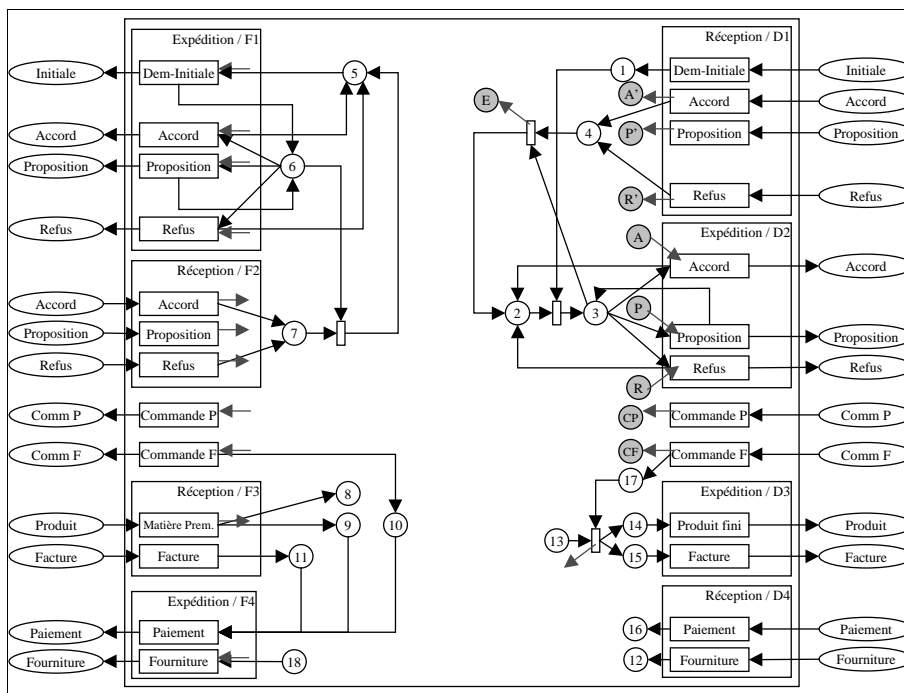 Expédition / F1
Réception / D1
Initiale
Dem-Initiale
5
1
Dem-Initiale
Initiale
E
A'
Accord
Accord
Accord
Accord
4
P'
Proposition
Proposition
Proposition
Proposition
6
R'
Refus
Refus
Refus
Refus
Expédition / D2
A
Accord
Accord
Réception / F2
Accord
Accord
2
3
P
Proposition
Proposition
7
Proposition
Proposition
Refus
Refus
Refus
Refus
R
Comm P
Commande P
CP
Commande P
Comm P
Comm F
Commande F
CF
Commande F
Comm F
17
Réception / F3
8
Expédition / D3
Produit
Matière Prem.
9
10
14
Produit fini
Produit
13
Facture
Facture
11
15
Facture
Facture
Expédition / F4
Réception / D4
Paiement
Paiement
16
Paiement
Paiement
Fourniture
Fourniture
18
12
Fourniture
Fourniture